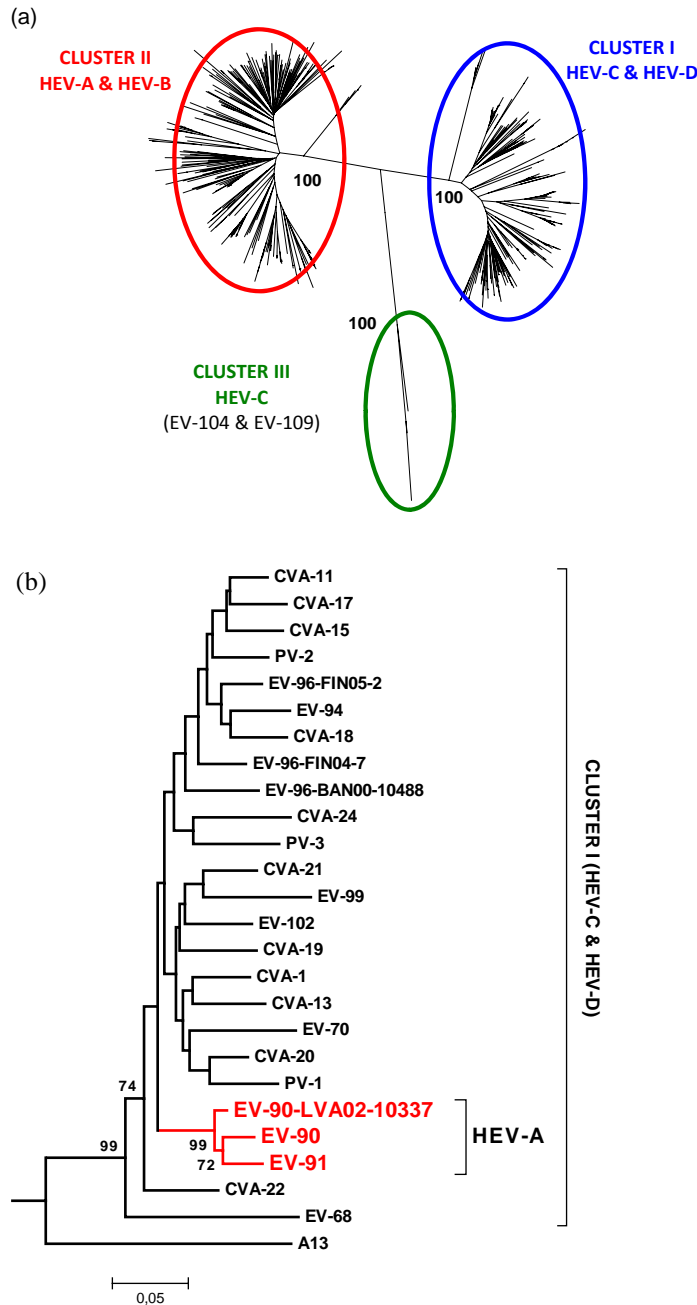 (a)
CLUSTER II
HEV-A & HEV-B
CLUSTER I
HEV-C & HEV-D
100
100
100
CLUSTER III
HEV-C
(EV-104 & EV-109)
(b)
CVA-11
CVA-17
CVA-15
PV-2
EV-96-FIN05-2
EV-94
CVA-18
EV-96-FIN04-7
EV-96-BAN00-10488
CVA-24
PV-3
CVA-21
EV-99
EV-102
CVA-19
CVA-1
CVA-13
EV-70
CVA-20
PV-1
EV-90-LVA02-10337
EV-90
EV-91
CVA-22
EV-68
A13
74
99
99
72
HEV-A
CLUSTER I (HEV-C & HEV-D)
0,05